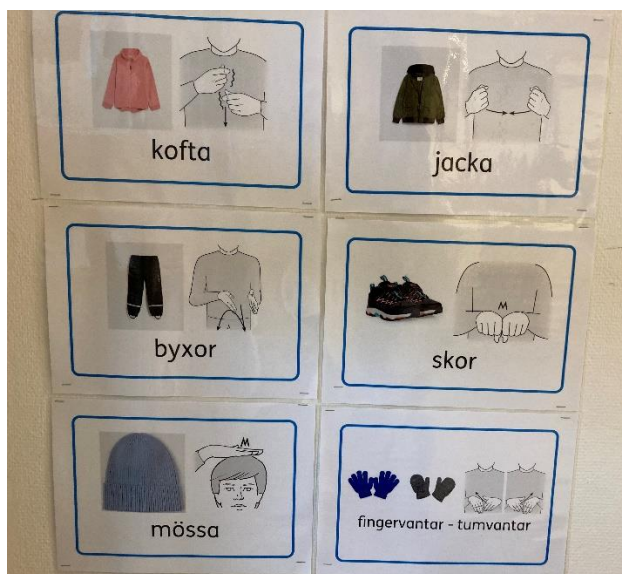 kofta
jacka
byxor
M
skor
M
mössa
fingervantar - tumvantar